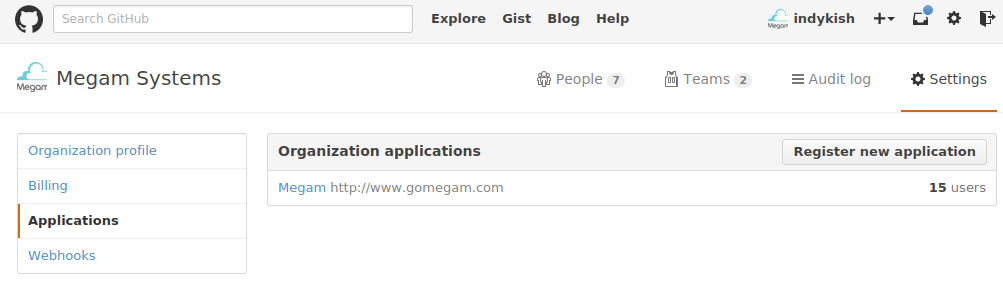 Search GitHub Explore Gist Blog Help Megam indykish
Megam Megam Systems People 7 Teams 2 Audit log Settings
Organization profile
Billing
Applications
Webhooks
Organization applications Register new application
Megam http://www.gomegam.com 15 users